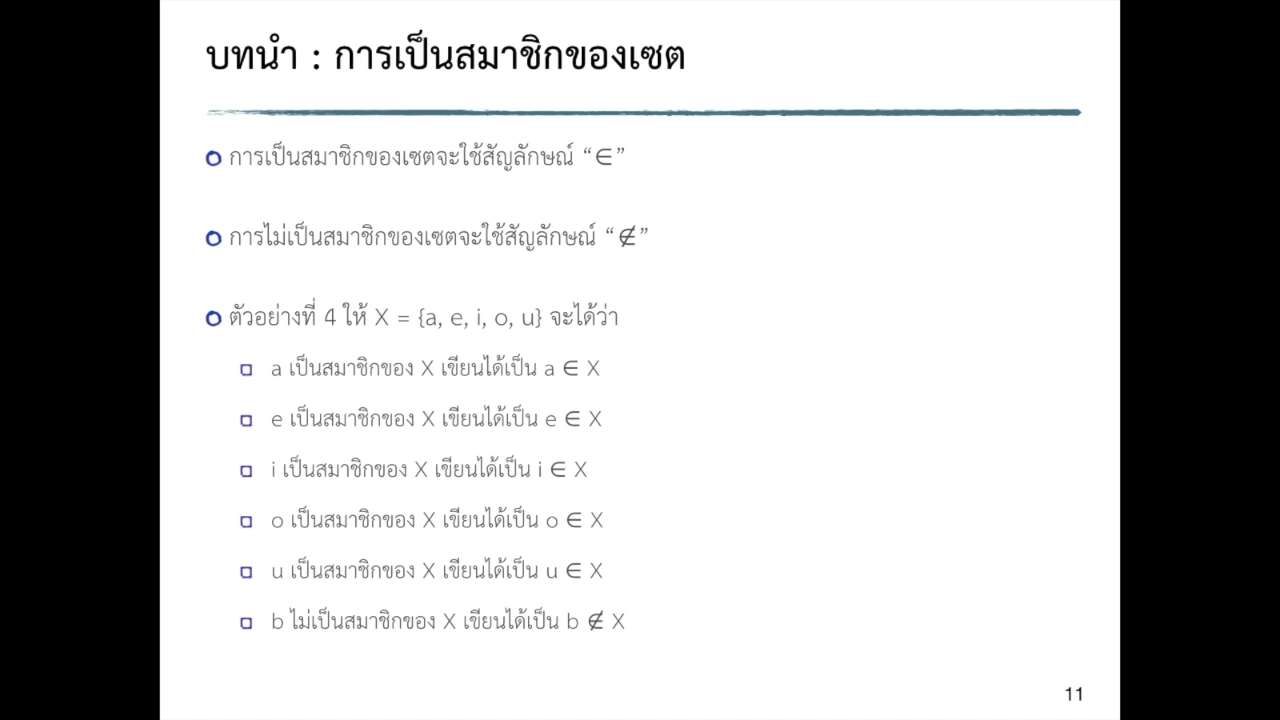 บทนำ : การเป็นสมาชิกของเซต
การเป็นสมาชิกของเซตจะใช้สัญลักษณ์ “∈”
การไม่เป็นสมาชิกของเซตจะใช้สัญลักษณ์ “∉”
ตัวอย่างที่ 4 ให้ X = {a, e, i, o, u} จะได้ว่า
a เป็นสมาชิกของ X เขียนได้เป็น a ∈ X
e เป็นสมาชิกของ X เขียนได้เป็น e ∈ X
i เป็นสมาชิกของ X เขียนได้เป็น i ∈ X
o เป็นสมาชิกของ X เขียนได้เป็น o ∈ X
u เป็นสมาชิกของ X เขียนได้เป็น u ∈ X
b ไม่เป็นสมาชิกของ X เขียนได้เป็น b ∉ X
11